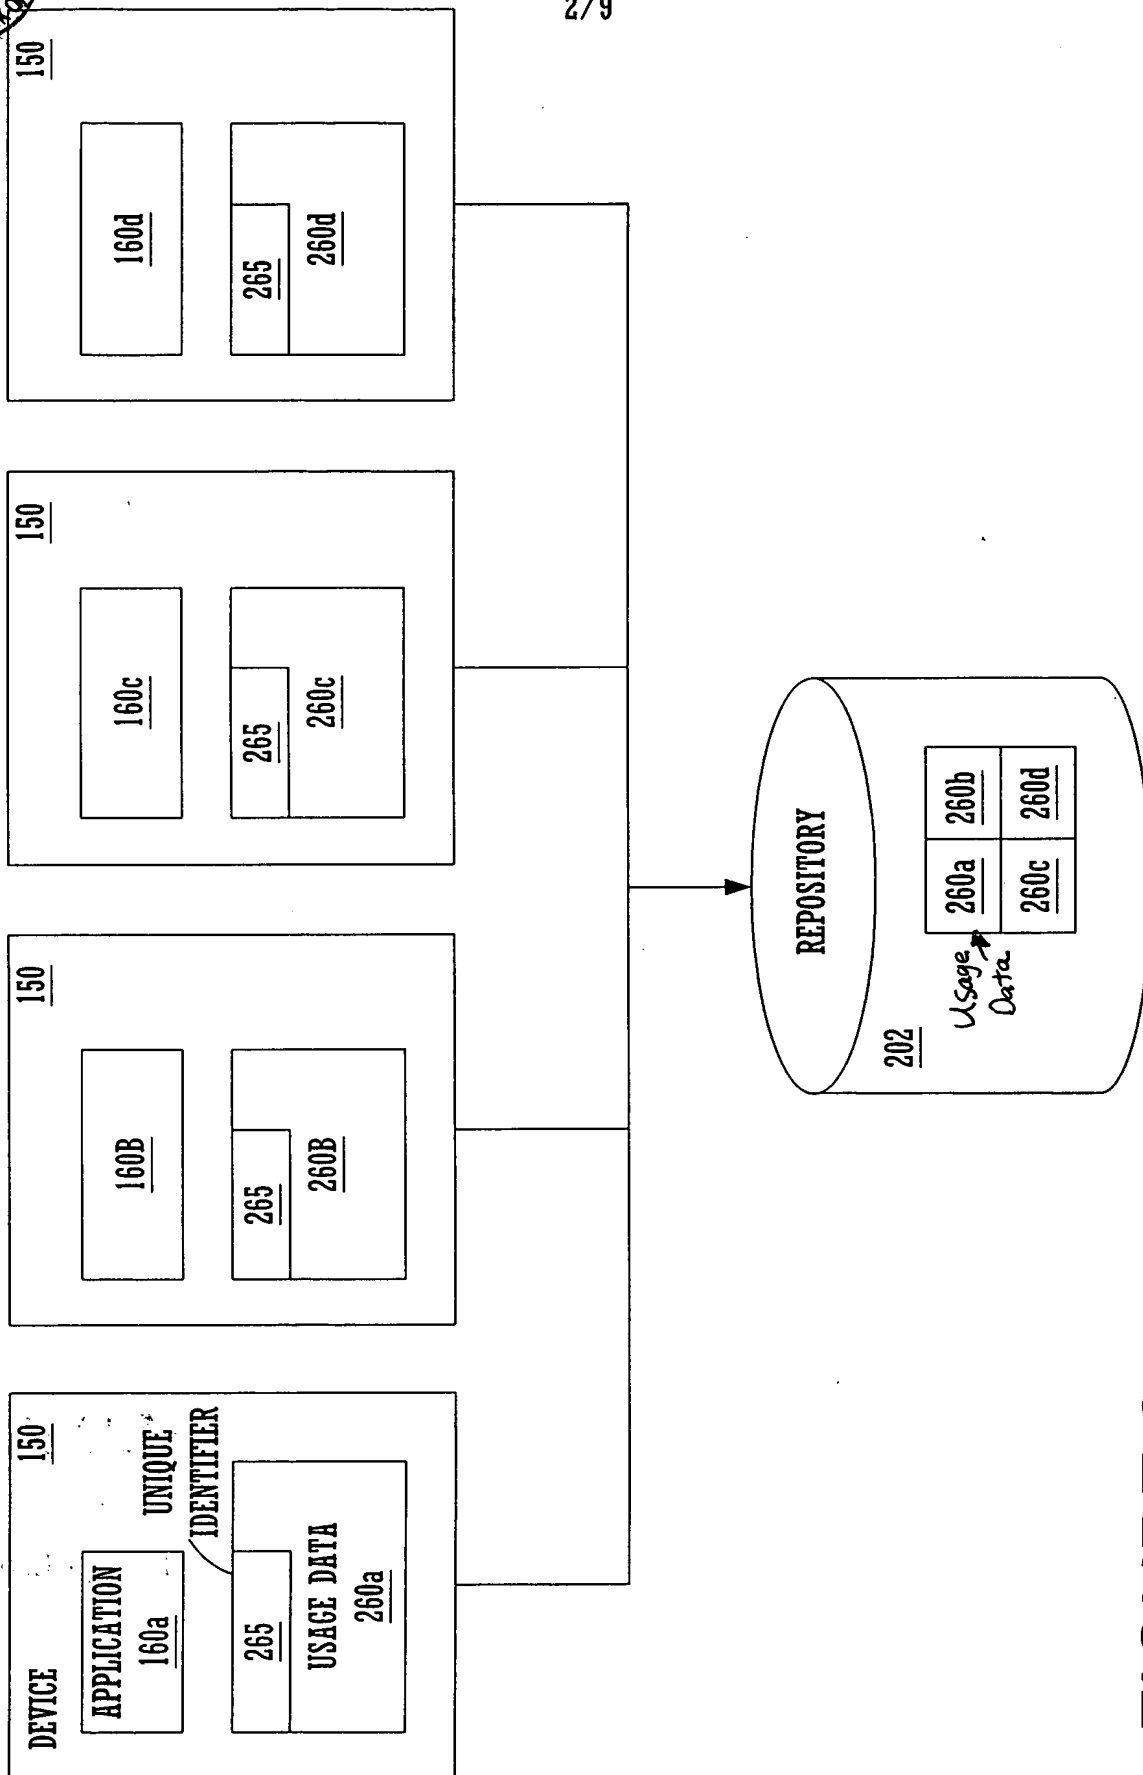 2/9
DEVICE
150
APPLICATION
160a
UNIQUE
IDENTIFIER
265
USAGE DATA
260a
150
160B
265
260B
150
160c
265
260c
150
160d
265
260d
REPOSITORY
202
Usage
Data
260a
260b
260c
260d